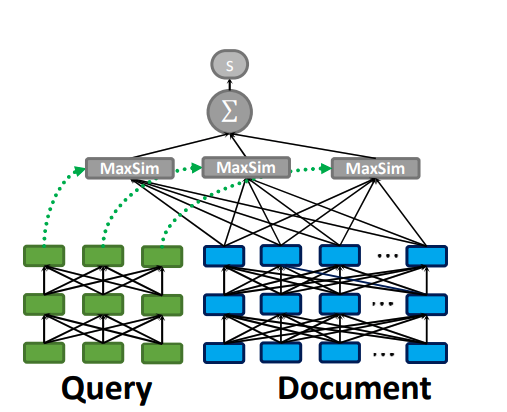 s
Σ
MaxSim MaxSim MaxSim
...
...
...
Query Document